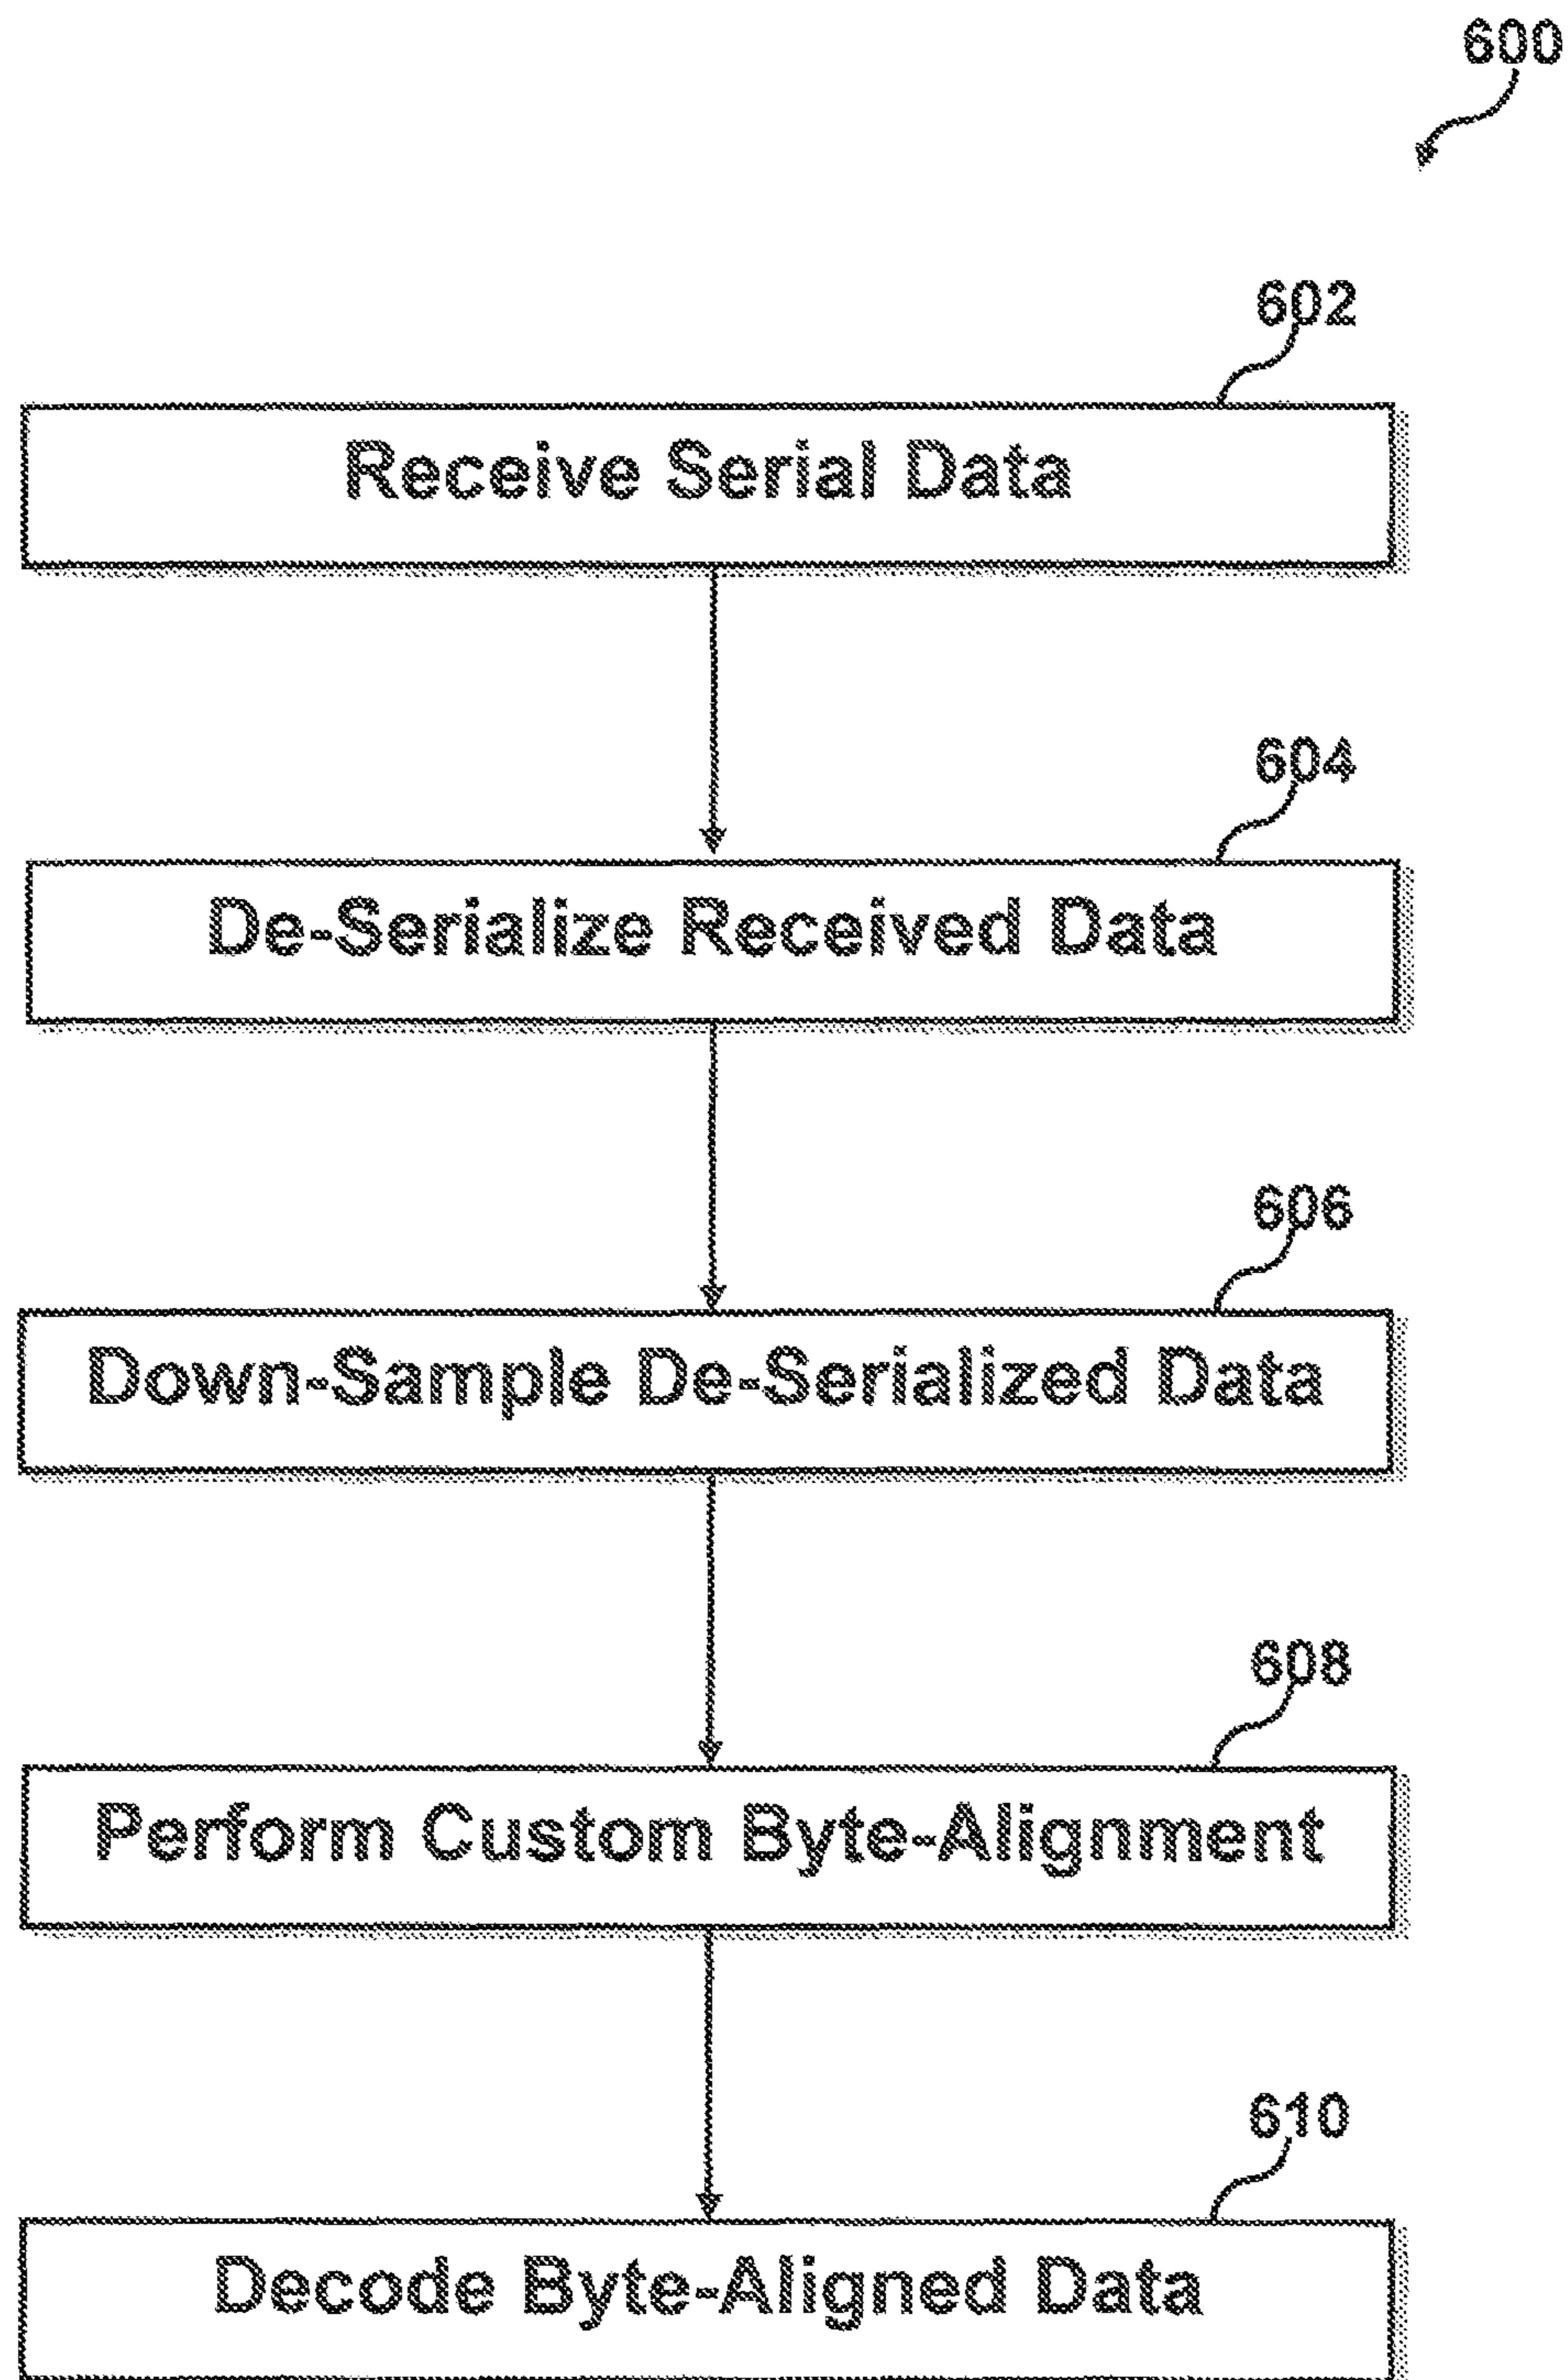 600
602
Receive Serial Data
604
De-Serialize Received Data
606
Down-Sample De-Serialized Data
608
Perform Custom Byte-Alignment
610
Decode Byte-Aligned Data